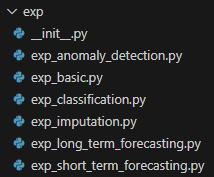 exp
__init__.py
exp_anomaly_detection.py
exp_basic.py
exp_classification.py
exp_imputation.py
exp_long_term_forecasting.py
exp_short_term_forecasting.py